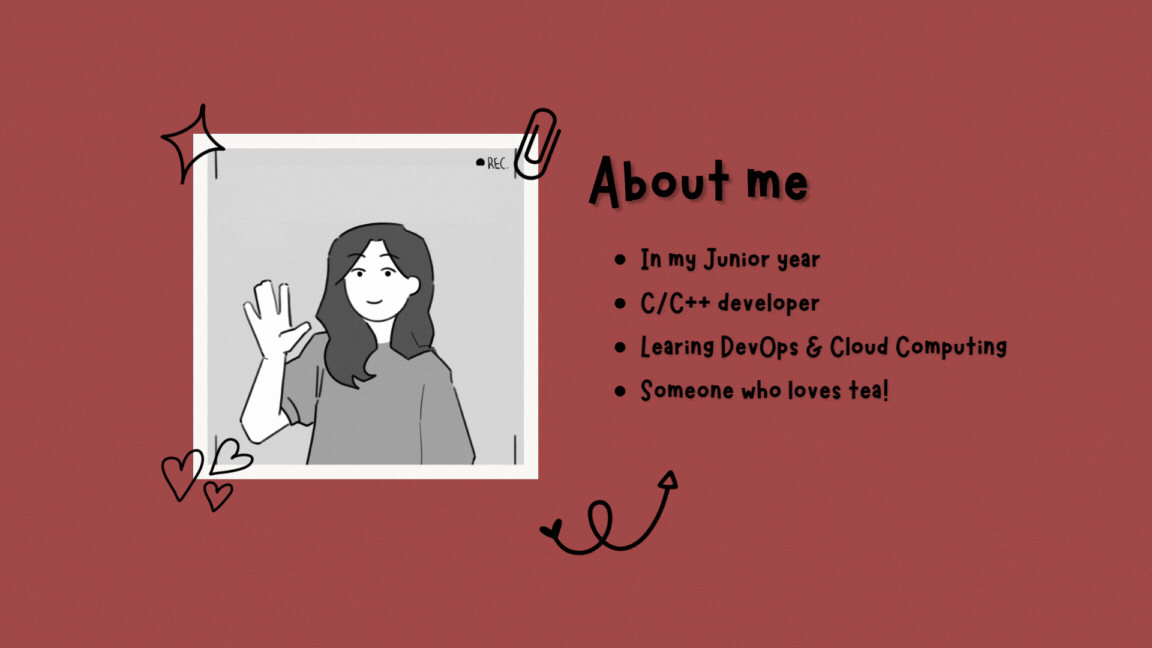 REC.
About me
In my Junior year
C/C++ developer
Learing DevOps & Cloud Computing
Someone who loves tea!